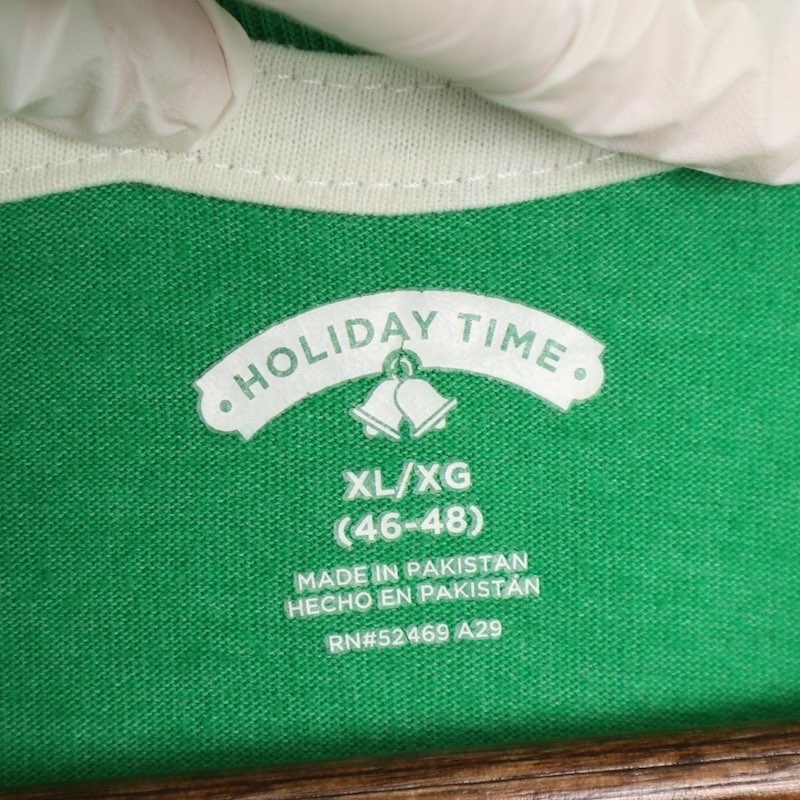 HOLIDAY TIME
XL/XG
(46-48)
MADE IN PAKISTAN
HECHO EN PAKISTÁN
RN#52469 A29